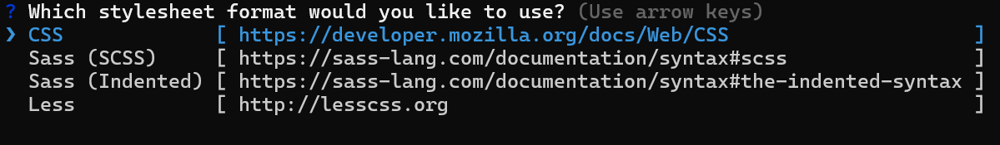 ? Which stylesheet format would you like to use? (Use arrow keys)
❯ CSS             [ https://developer.mozilla.org/docs/Web/CSS                     ]
  Sass (SCSS)     [ https://sass-lang.com/documentation/syntax#scss                ]
  Sass (Indented) [ https://sass-lang.com/documentation/syntax#the-indented-syntax ]
  Less            [ http://lesscss.org                                             ]